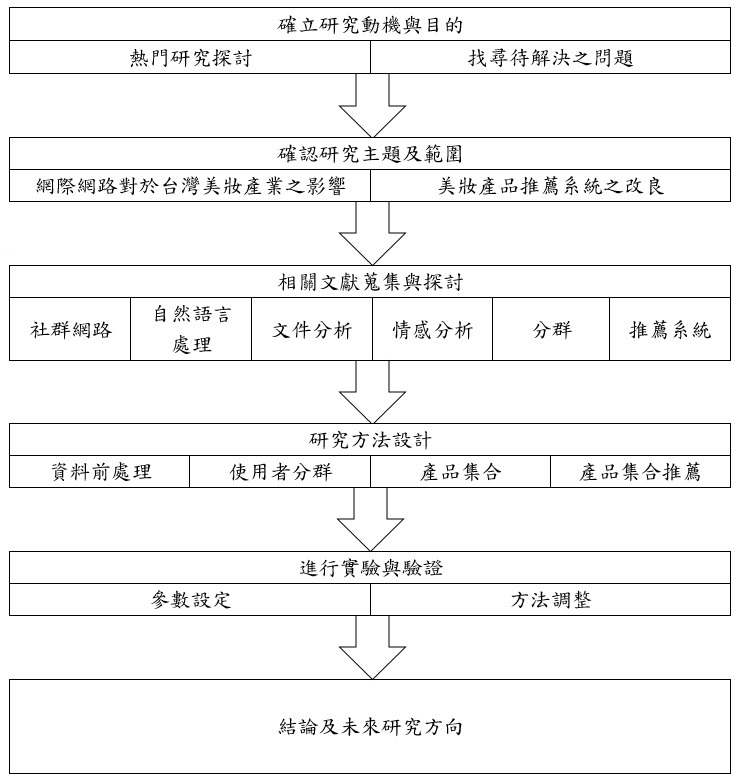 確立研究動機與目的
熱門研究探討
找尋待解決之問題
確認研究主題及範圍
網際網路對於台灣美妝產業之影響
美妝產品推薦系統之改良
相關文獻蒐集與探討
社群網路
自然語言
處理
文件分析
情感分析
分群
推薦系統
研究方法設計
資料前處理
使用者分群
產品集合
產品集合推薦
進行實驗與驗證
參數設定
方法調整
結論及未來研究方向